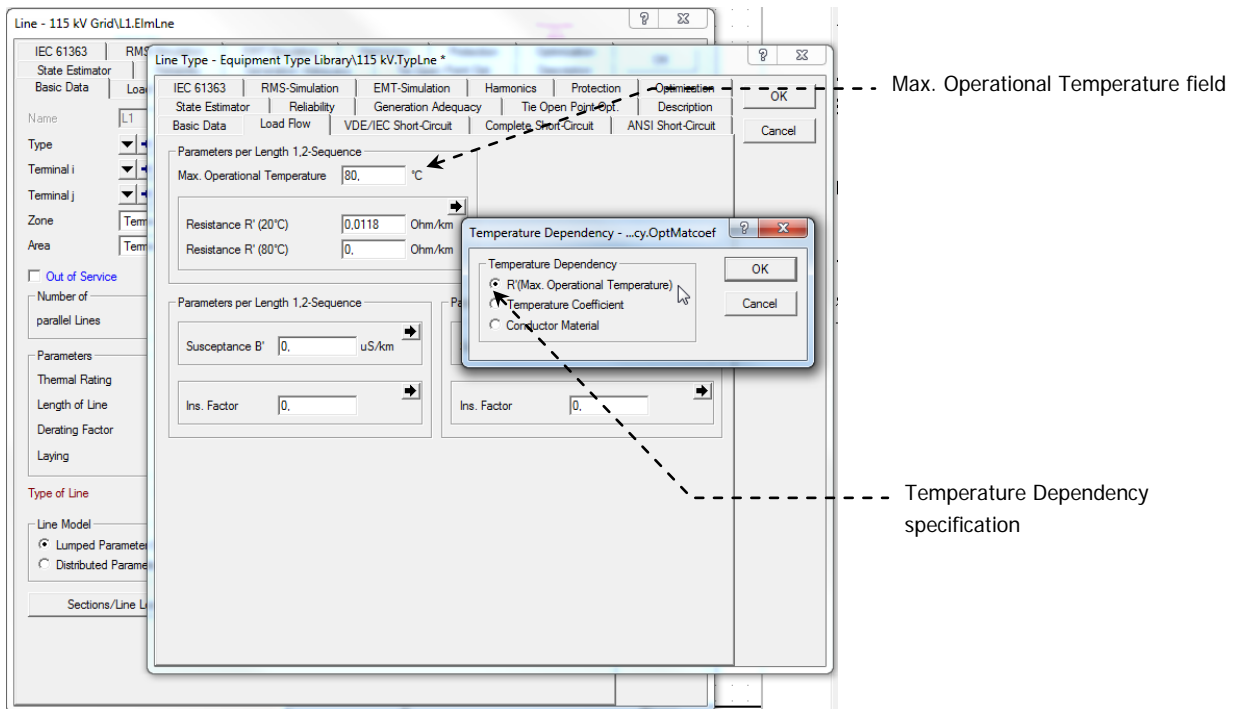 Line - 115 kV Grid\L1.ElmLne
IEC 61363 RMS
State Estimator
Basic Data Loa
Name L1
Type
Terminal i
Terminal j
Zone Term
Area Term
Out of Service
Number of
parallel Lines
Parameters
Thermal Rating
Length of Line
Derating Factor
Laying
Type of Line
Line Model
Lumped Parameter
Distributed Parame
Sections/Line L
Line Type - Equipment Type Library\115 kV.TypLne *
IEC 61363 RMS-Simulation EMT-Simulation Harmonics Protection Optimization
State Estimator Reliability Generation Adequacy Tie Open Point Opt. Description
Basic Data Load Flow VDE/IEC Short-Circuit Complete Short-Circuit ANSI Short-Circuit
OK
Cancel
Parameters per Length 1,2-Sequence
Max. Operational Temperature 80, °C
Resistance R' (20°C) 0,0118 Ohm/km
Resistance R' (80°C) 0, Ohm/km
Parameters per Length 1,2-Sequence
Susceptance B' 0, uS/km
Ins. Factor 0,
Pa
Ins. Factor 0,
Temperature Dependency - ...cy.OptMatcoef
Temperature Dependency
R'(Max. Operational Temperature)
Temperature Coefficient
Conductor Material
OK
Cancel
Max. Operational Temperature field
Temperature Dependency
specification